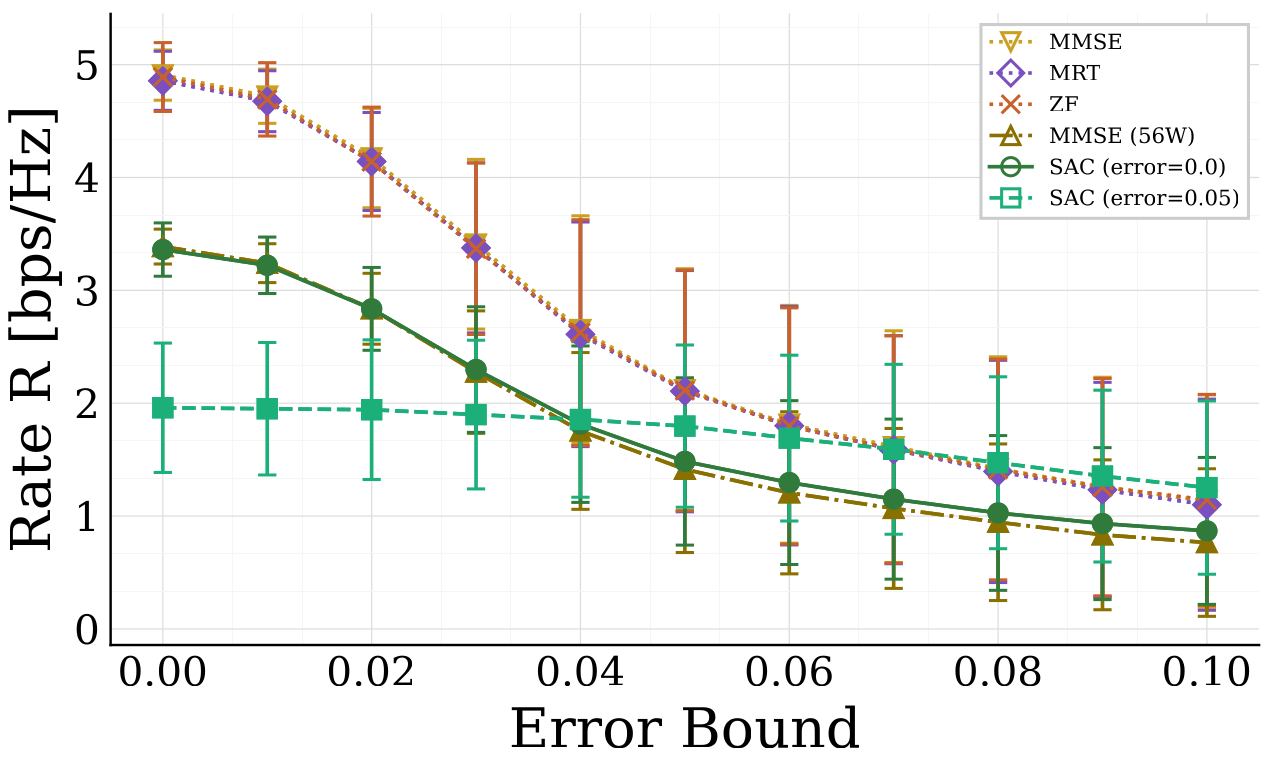 MMSE
MRT
ZF
MMSE (56W)
SAC (error=0.0)
SAC (error=0.05)
Rate R [bps/Hz]
5
4
3
2
1
0
0.00 0.02 0.04 0.06 0.08 0.10
Error Bound